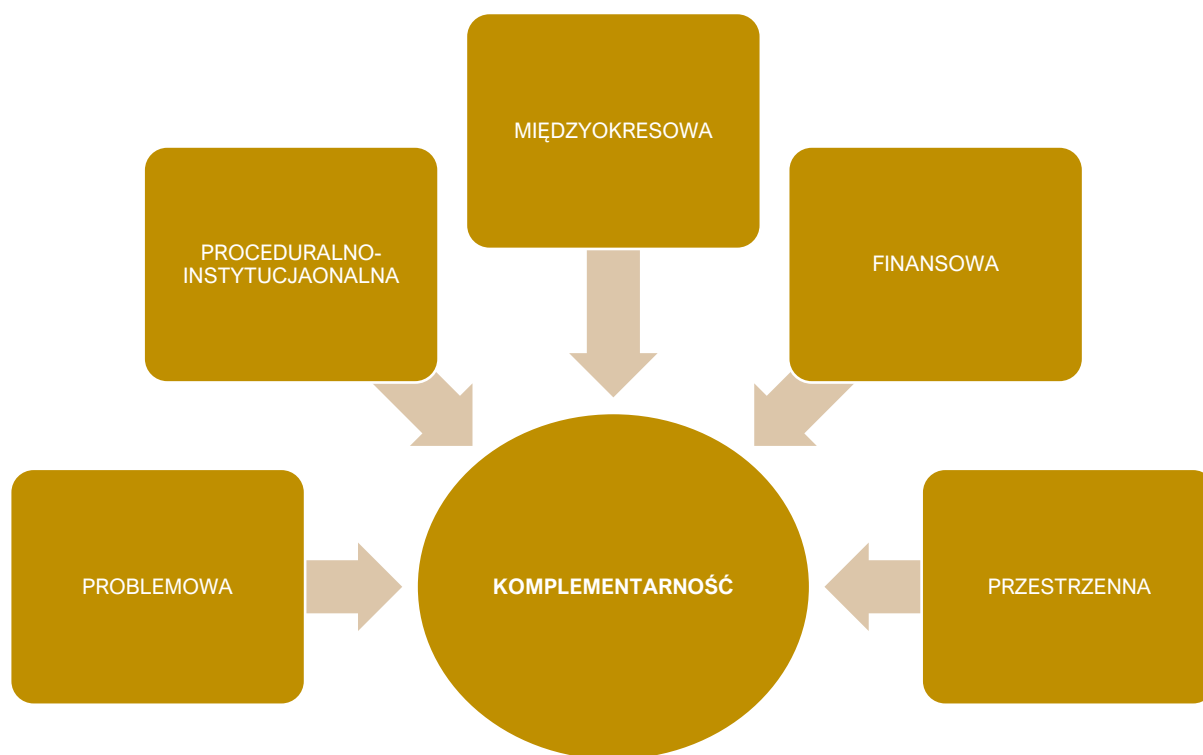 MIĘDZYOKRESOWA
PROCEDURALNO-
INSTYTUCJAONALNA
FINANSOWA
PROBLEMOWA
KOMPLEMENTARNOŚĆ
PRZESTRZENNA